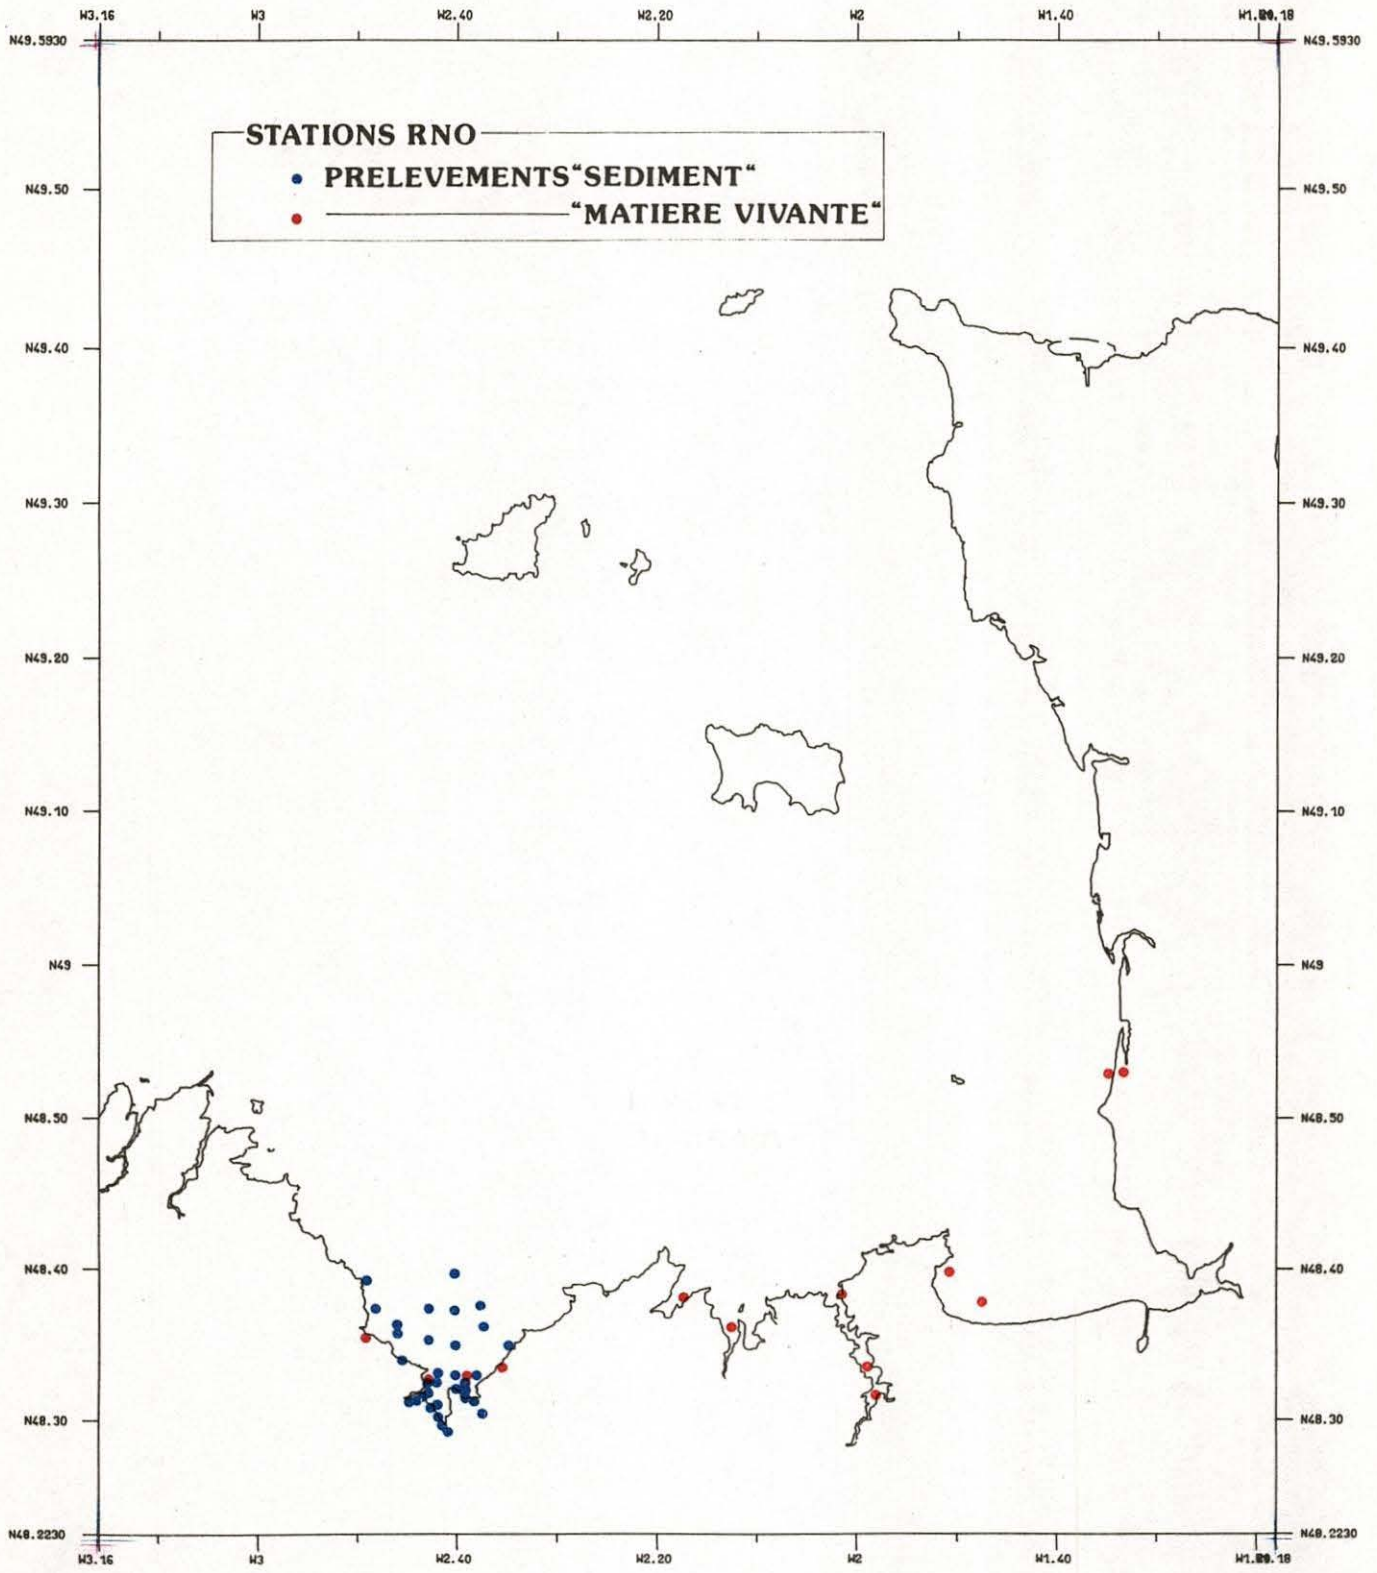 W3.16 W3 W2.40 W2.20 W2 W1.40
N49.5930 N49.5930
STATIONS RNO
PRELEVEMENTS “SEDIMENT“
“MATIERE VIVANTE“
N49.50 N49.50
N49.40 N49.40
N49.30 N49.30
N49.20 N49.20
N49.10 N49.10
N49 N49
N48.50 N48.50
N48.40 N48.40
N48.30 N48.30
N48.2230 N48.2230
W3.16 W3 W2.40 W2.20 W2 W1.40